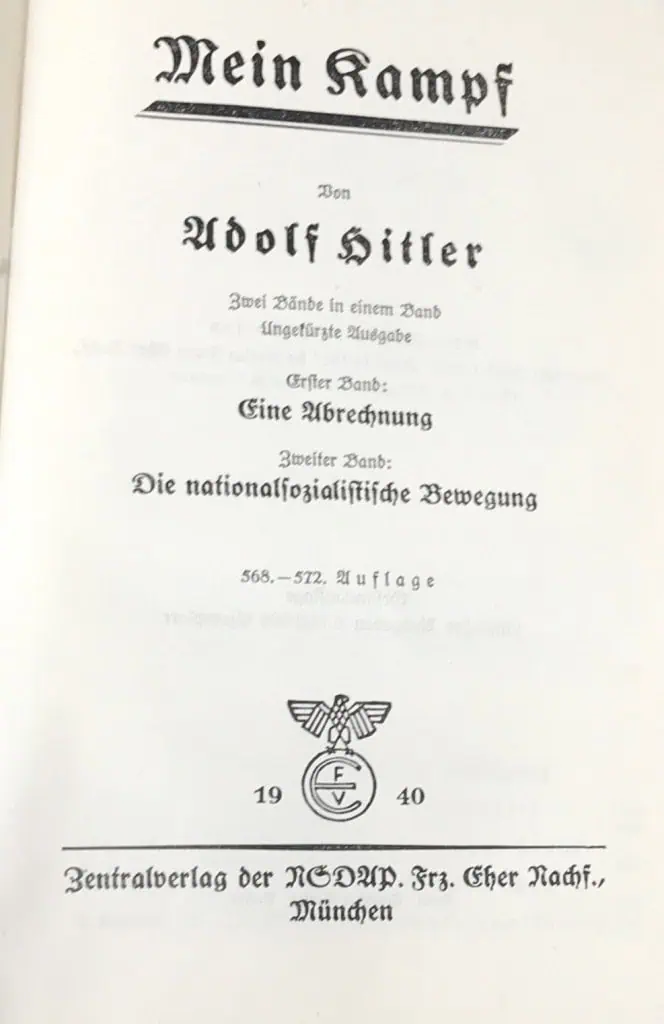 Mein Kampf
Von
Adolf Hitler
Zwei Bände in einem Band
Ungekürzte Ausgabe
Erster Band:
Eine Abrechnung
Zweiter Band:
Die nationalsozialistische Bewegung
568.–572. Auflage
F
V
19 40
Zentralverlag der NSDAP. Frz. Eher Nachf.,
München